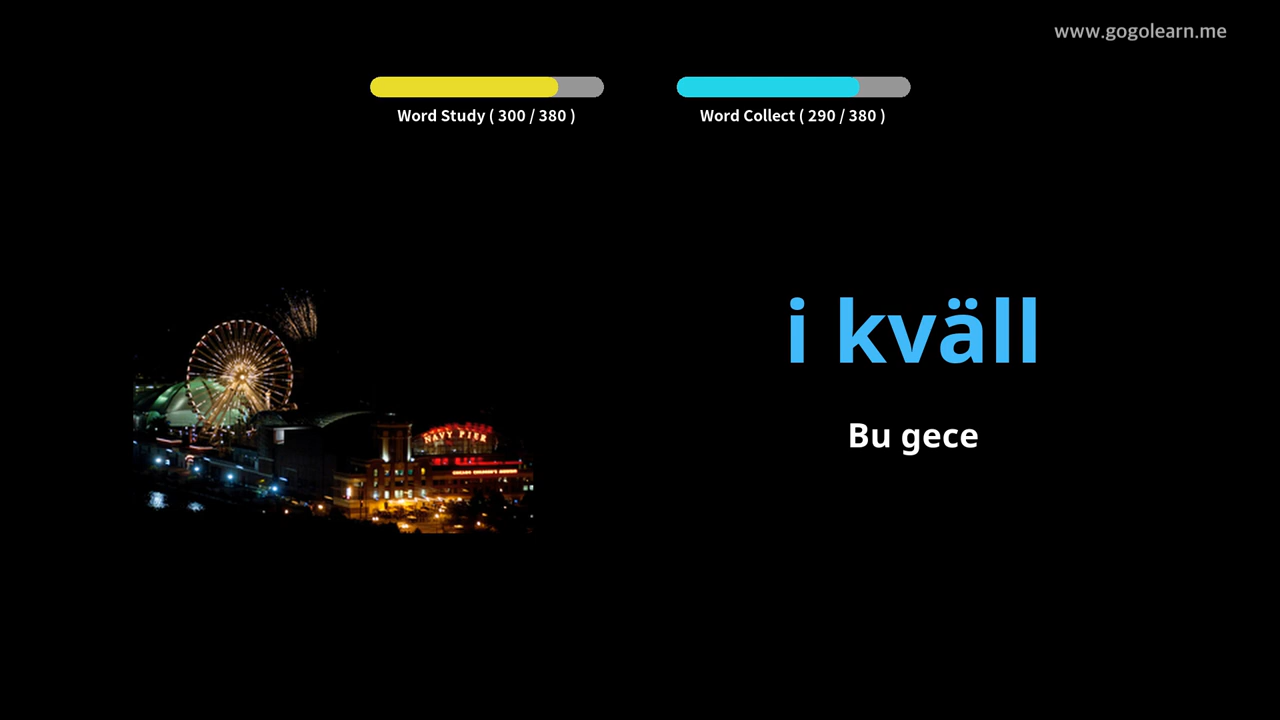 www.gogolearn.me
Word Study ( 300 / 380 )
Word Collect ( 290 / 380 )
i kväll
Bu gece
NAVY PIER